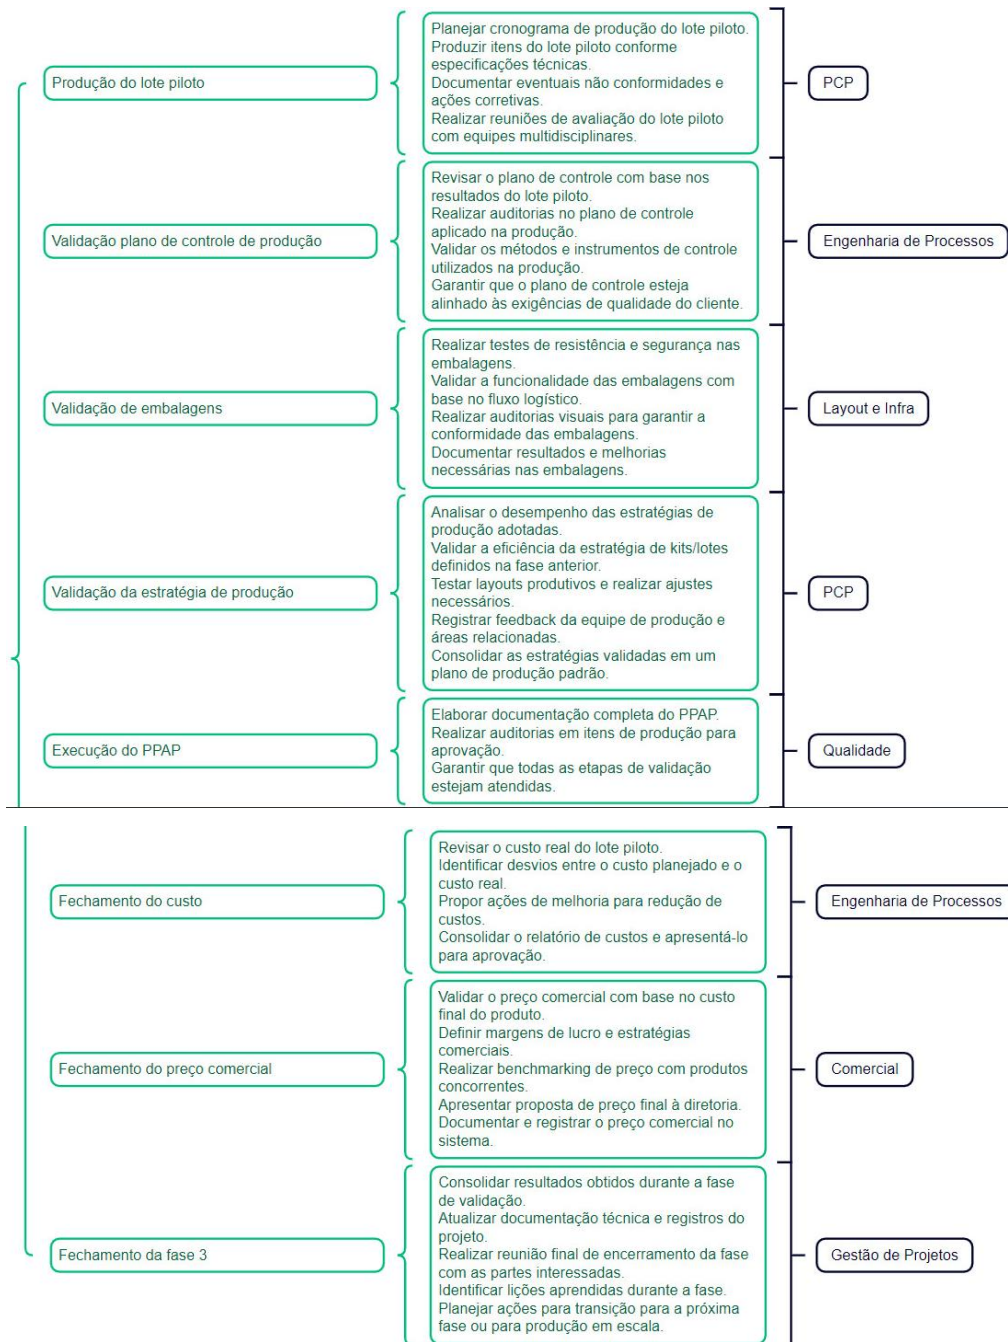 Produção do lote piloto
Planejar cronograma de produção do lote piloto.
Produzir itens do lote piloto conforme
especificações técnicas.
Documentar eventuais não conformidades e
ações corretivas.
Realizar reuniões de avaliação do lote piloto
com equipes multidisciplinares.
PCP
Validação plano de controle de produção
Revisar o plano de controle com base nos
resultados do lote piloto.
Realizar auditorias no plano de controle
aplicado na produção.
Validar os métodos e instrumentos de controle
utilizados na produção.
Garantir que o plano de controle esteja
alinhado às exigências de qualidade do cliente.
Engenharia de Processos
Validação de embalagens
Realizar testes de resistência e segurança nas
embalagens.
Validar a funcionalidade das embalagens com
base no fluxo logístico.
Realizar auditorias visuais para garantir a
conformidade das embalagens.
Documentar resultados e melhorias
necessárias nas embalagens.
Layout e Infra
Validação da estratégia de produção
Analisar o desempenho das estratégias de
produção adotadas.
Validar a eficiência da estratégia de kits/lotes
definidos na fase anterior.
Testar layouts produtivos e realizar ajustes
necessários.
Registrar feedback da equipe de produção e
áreas relacionadas.
Consolidar as estratégias validadas em um
plano de produção padrão.
PCP
Execução do PPAP
Elaborar documentação completa do PPAP.
Realizar auditorias em itens de produção para
aprovação.
Garantir que todas as etapas de validação
estejam atendidas.
Qualidade
Fechamento do custo
Revisar o custo real do lote piloto.
Identificar desvios entre o custo planejado e o
custo real.
Propor ações de melhoria para redução de
custos.
Consolidar o relatório de custos e apresentá-lo
para aprovação.
Engenharia de Processos
Fechamento do preço comercial
Validar o preço comercial com base no custo
final do produto.
Definir margens de lucro e estratégias
comerciais.
Realizar benchmarking de preço com produtos
concorrentes.
Apresentar proposta de preço final à diretoria.
Documentar e registrar o preço comercial no
sistema.
Comercial
Fechamento da fase 3
Consolidar resultados obtidos durante a fase
de validação.
Atualizar documentação técnica e registros do
projeto.
Realizar reunião final de encerramento da fase
com as partes interessadas.
Identificar lições aprendidas durante a fase.
Planejar ações para transição para a próxima
fase ou para produção em escala.
Gestão de Projetos